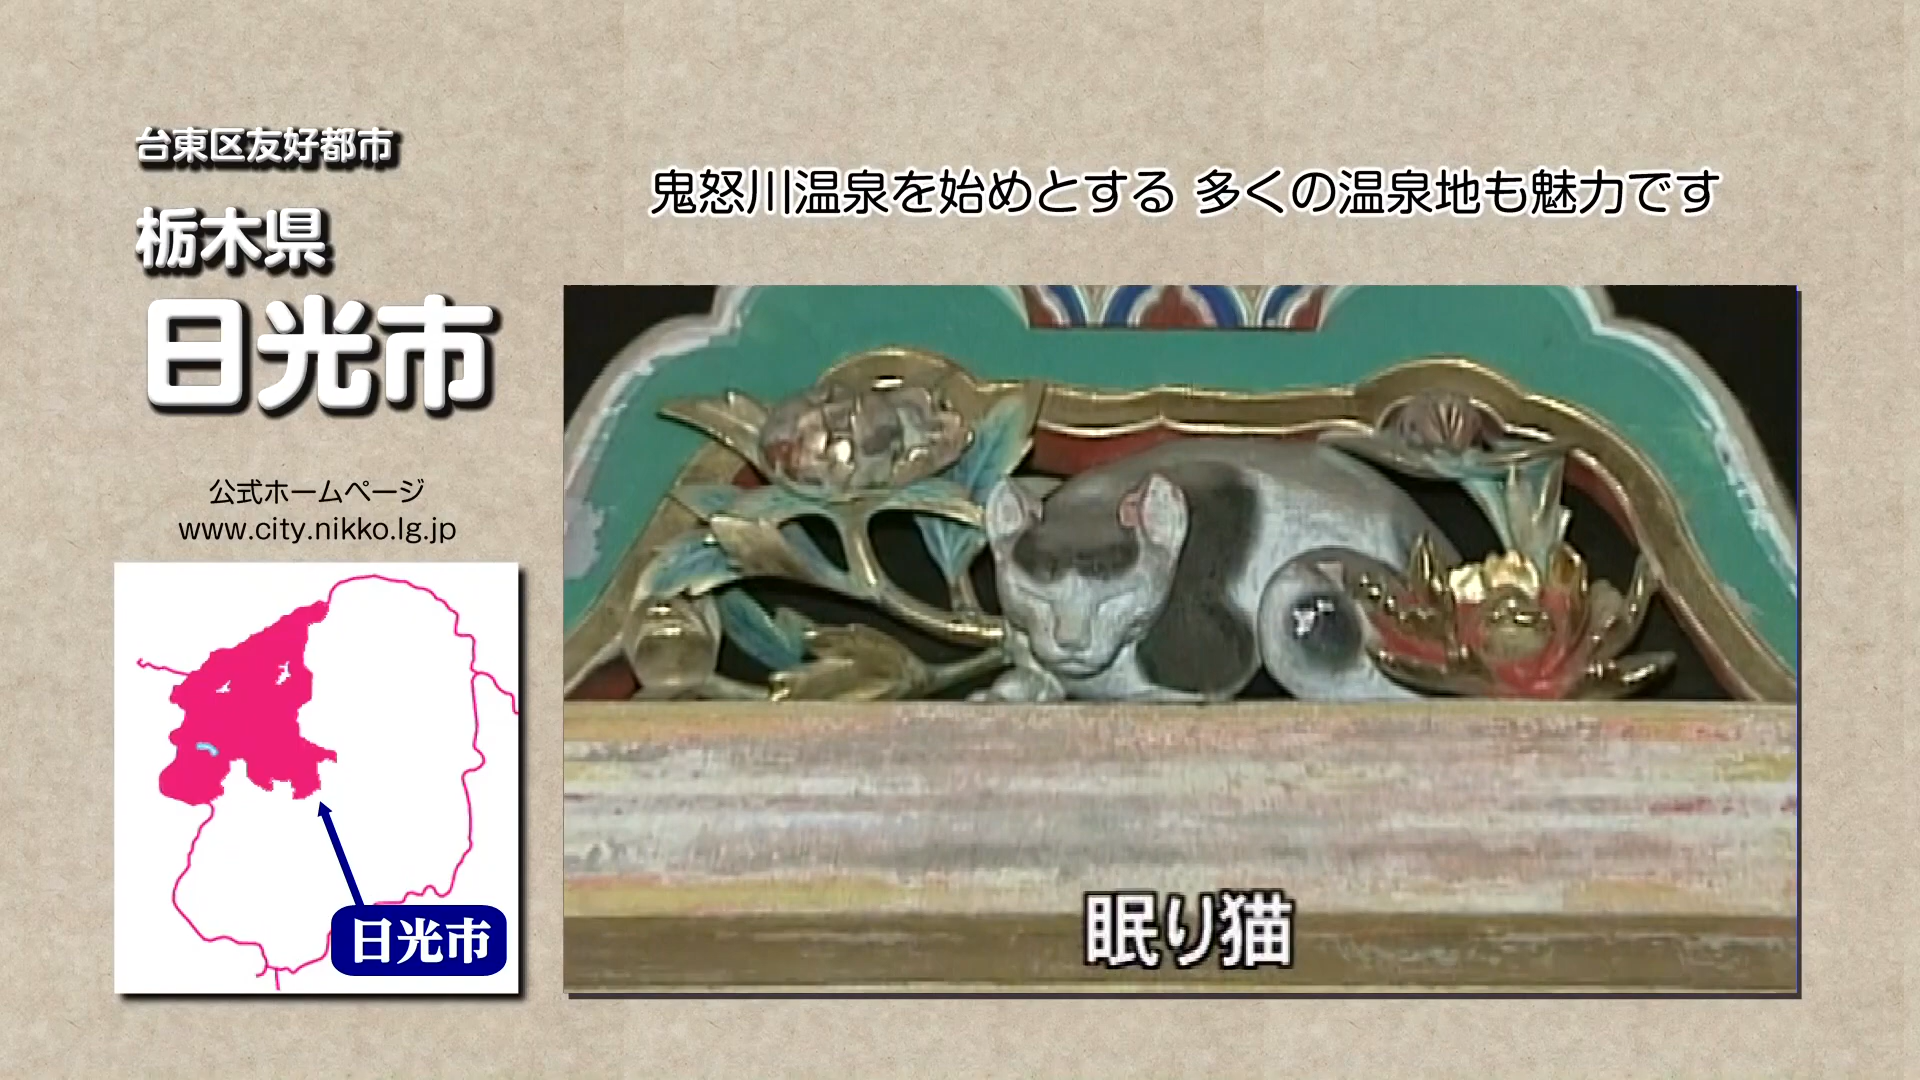 台東区友好都市
栃木県
日光市
公式ホームページ
www.city.nikko.lg.jp
日光市
鬼怒川温泉を始めとする 多くの温泉地も魅力です
眠り猫